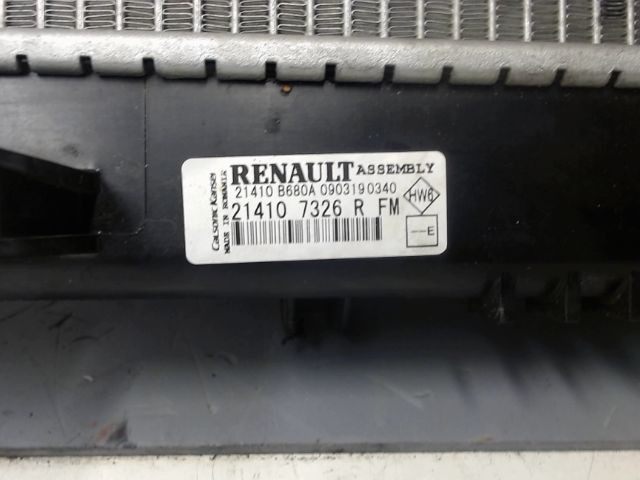 RENAULT ASSEMBLY
21410 B680A 0903190340
21410 7326 R FM
HW6
---E
Calsonic Kansei
MADE IN ROMANIA